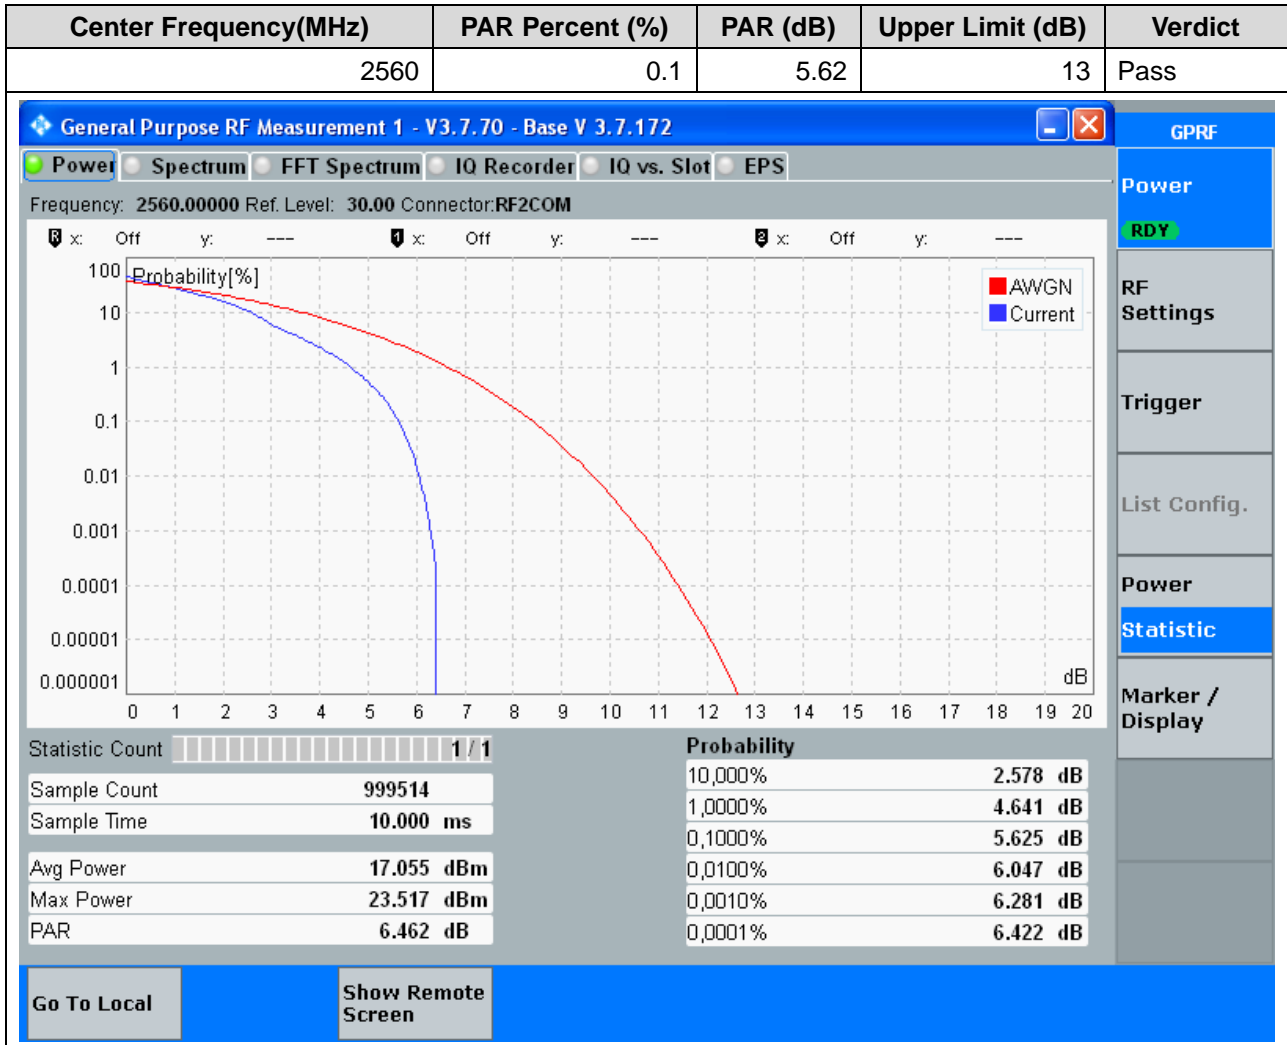 Center Frequency(MHz) PAR Percent (%) PAR (dB) Upper Limit (dB) Verdict
2560 0.1 5.62 13 Pass
General Purpose RF Measurement 1 - V3.7.70 - Base V 3.7.172
GPRF
Power Spectrum FFT Spectrum IQ Recorder IQ vs. Slot EPS
Frequency: 2560.00000 Ref. Level: 30.00 Connector:RF2COM
R x: Off y: --- 1 x: Off y: --- 2 x: Off y: ---
Probability[%]
AWGN
Current
100
10
1
0.1
0.01
0.001
0.0001
0.00001
0.000001
dB
0 1 2 3 4 5 6 7 8 9 10 11 12 13 14 15 16 17 18 19 20
Power
RDY
RF
Settings
Trigger
List Config.
Power
Statistic
Marker /
Display
Statistic Count 1 / 1
Sample Count 999514
Sample Time 10.000 ms
Avg Power 17.055 dBm
Max Power 23.517 dBm
PAR 6.462 dB
Probability
10,000% 2.578 dB
1,0000% 4.641 dB
0,1000% 5.625 dB
0,0100% 6.047 dB
0,0010% 6.281 dB
0,0001% 6.422 dB
Go To Local
Show Remote
Screen